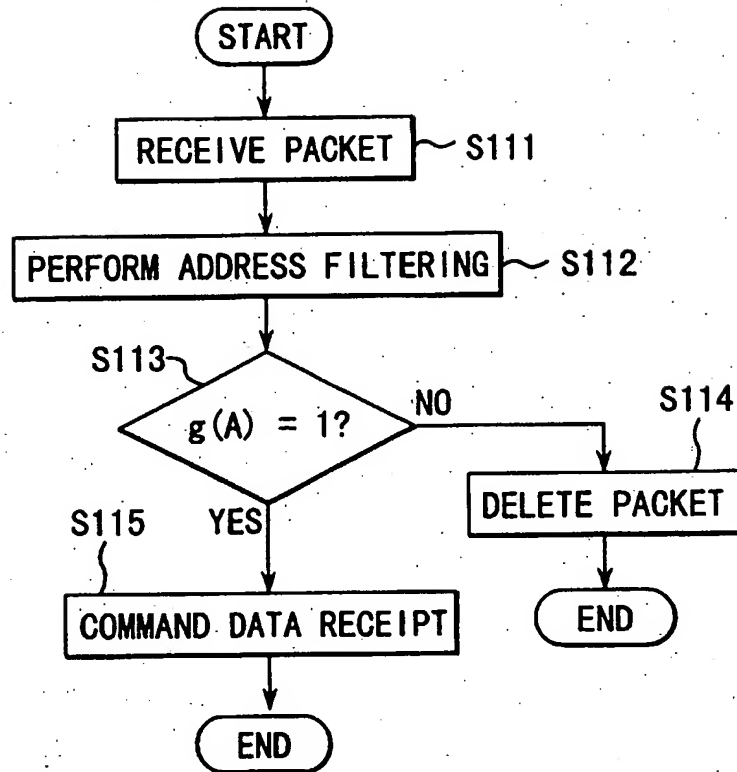 START
RECEIVE PACKET
S111
PERFORM ADDRESS FILTERING
S112
S113
g(A) = 1?
NO
S114
DELETE PACKET
END
YES
S115
COMMAND DATA RECEIPT
END